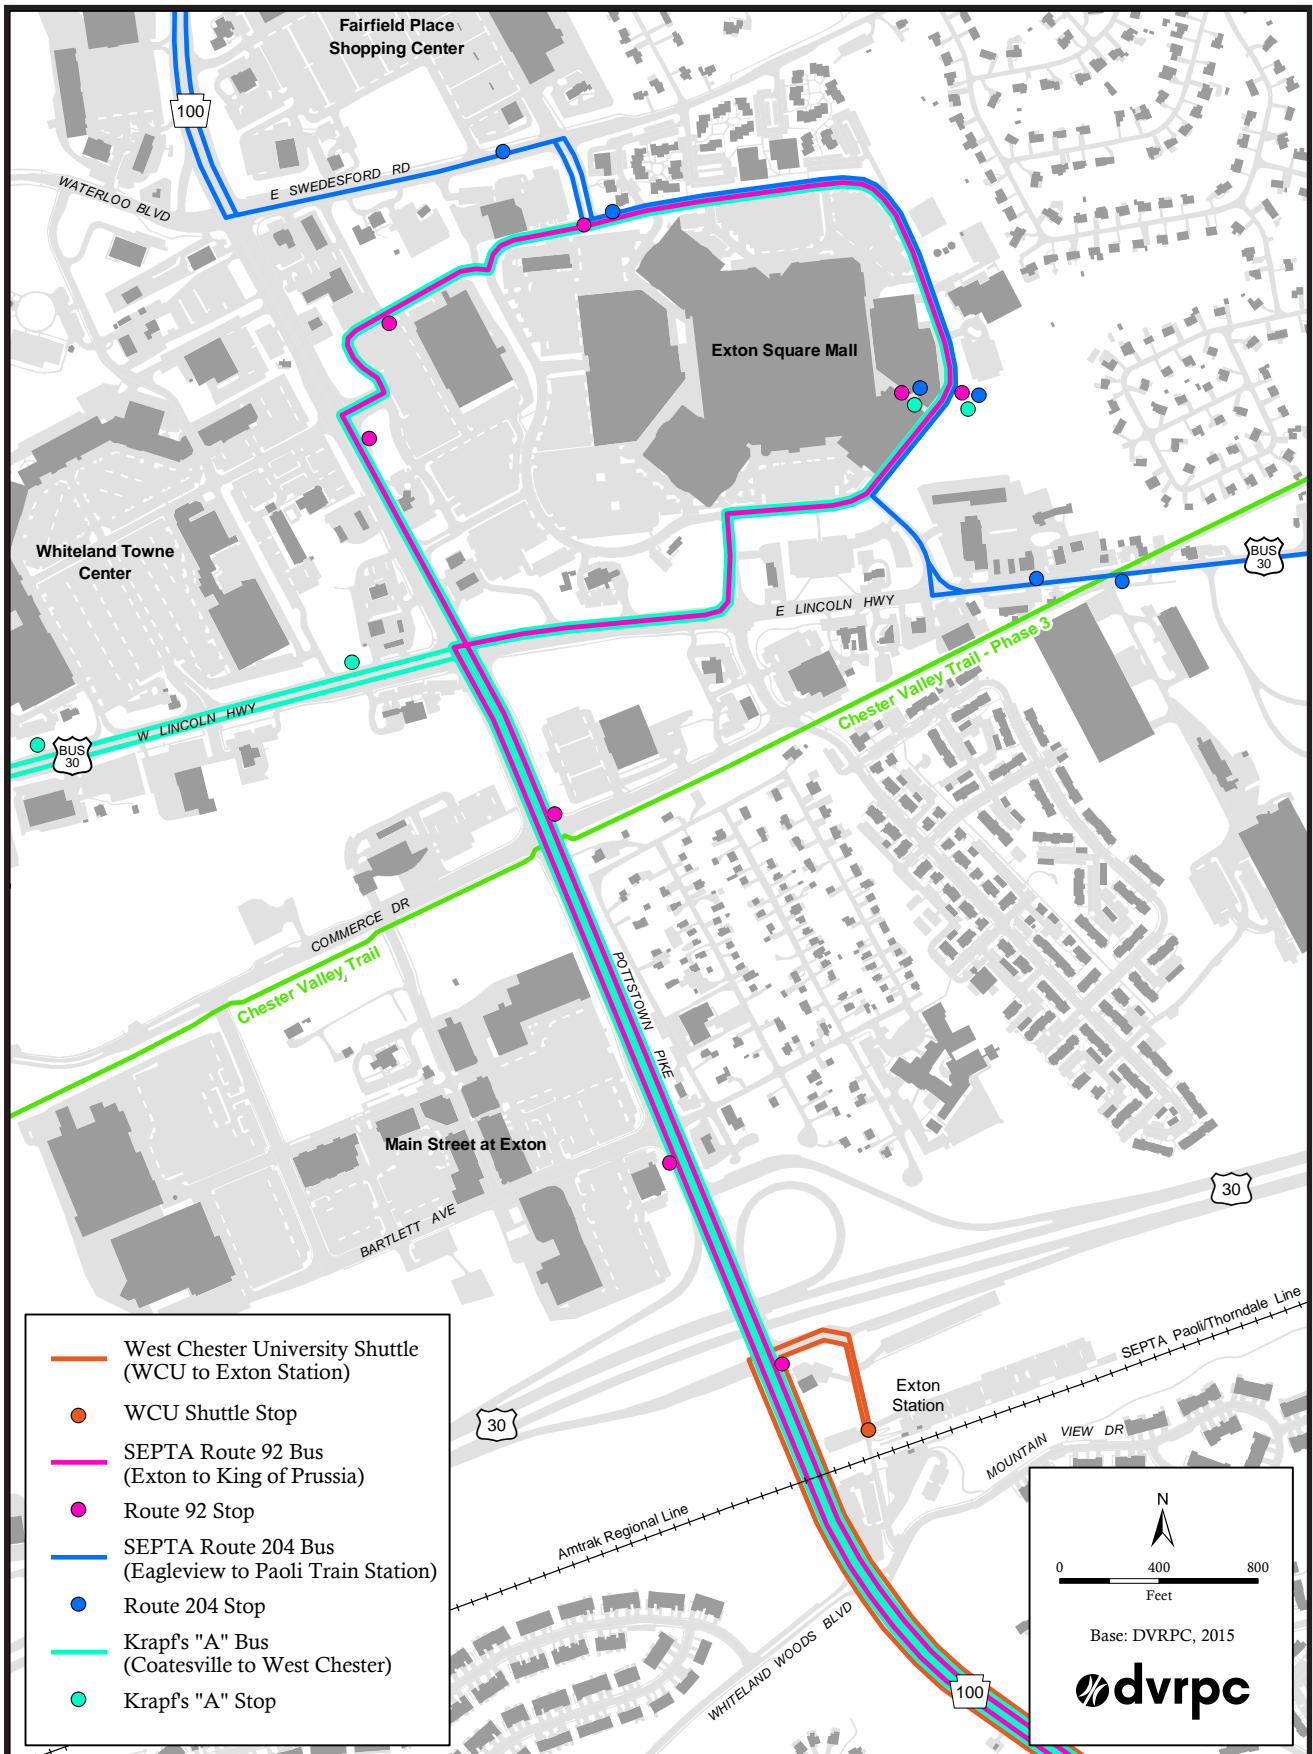 Fairfield Place
Shopping Center
100
E SWEDESFORD RD
WATERLOO BLVD
Exton Square Mall
Whiteland Towne
Center
BUS
30
E LINCOLN HWY
Chester Valley Trail - Phase 3
W LINCOLN HWY
BUS
30
COMMERCE DR
Chester Valley Trail
POTTSTOWN PIKE
Main Street at Exton
BARTLETT AVE
30
SEPTA Paoli/Thorndale Line
Exton
Station
30
MOUNTAIN VIEW DR
Amtrak Regional Line
WHITELAND WOODS BLVD
100
West Chester University Shuttle
(WCU to Exton Station)
WCU Shuttle Stop
SEPTA Route 92 Bus
(Exton to King of Prussia)
Route 92 Stop
SEPTA Route 204 Bus
(Eagleview to Paoli Train Station)
Route 204 Stop
Krapf's "A" Bus
(Coatesville to West Chester)
Krapf's "A" Stop
N
0 400 800
Feet
Base: DVRPC, 2015
dvrpc